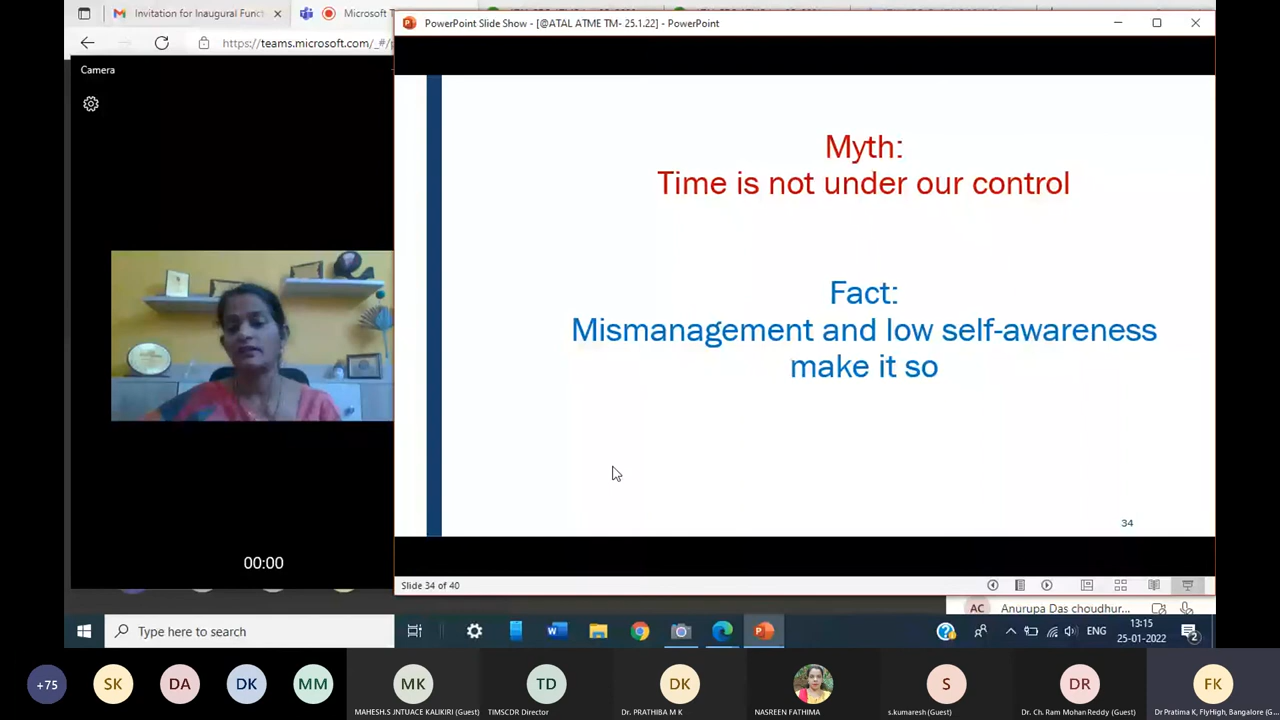 Invitation for Inaugural Funct
Microsoft T
PowerPoint Slide Show - [@ATAL ATME TM- 25.1.22] - PowerPoint
https://teams.microsoft.com/_#/
Camera
Myth:
Time is not under our control
Fact:
Mismanagement and low self-awareness
make it so
34
00:00
Slide 34 of 40
AC
Anurupa Das choudhur...
Type here to search
ENG
13:15
25-01-2022
2
+75
SK
DA
DK
MM
MK
TD
DK
S
DR
FK
MAHESH.S JNTUACE KALIKIRI (Guest)
TIMSCDR Director
Dr. PRATHIBA M K
NASREEN FATHIMA
s.kumaresh (Guest)
Dr. Ch. Ram Mohan Reddy (Guest)
Dr Pratima K, FlyHigh, Bangalore (G...